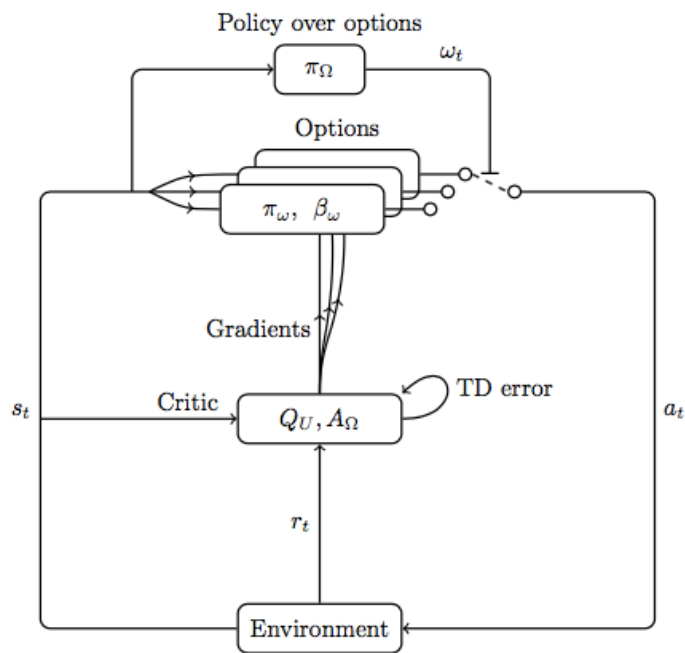 Policy over options
π_Ω
ω_t
Options
π_ω, β_ω
Gradients
Critic
TD error
s_t
Q_U, A_Ω
a_t
r_t
Environment